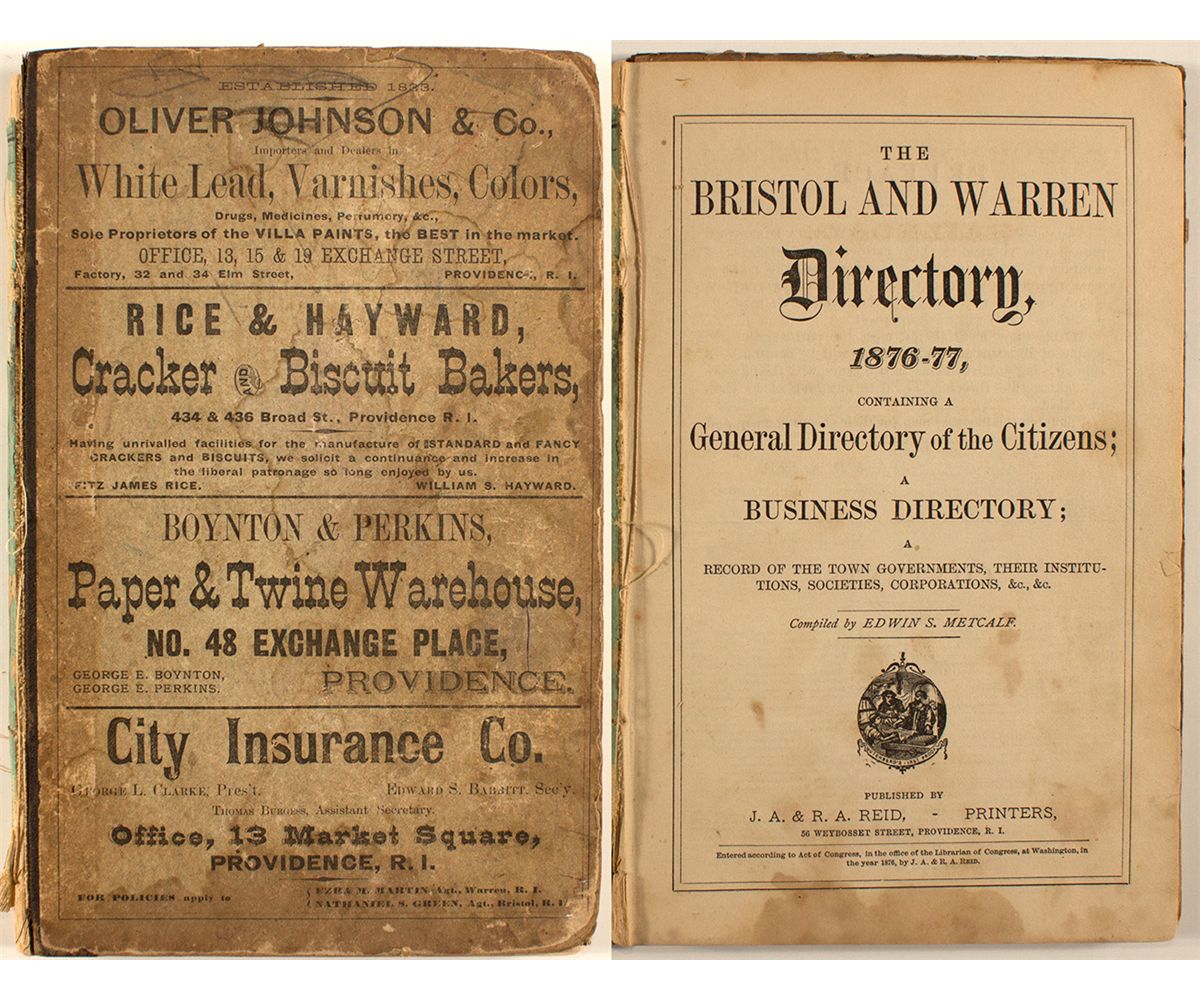 ESTABLISHED 1833.
OLIVER JOHNSON & Co.,
Importers and Dealers in
White Lead, Varnishes, Colors,
Drugs, Medicines, Perfumery, &c.,
Sole Proprietors of the VILLA PAINTS, the BEST in the market.
OFFICE, 13, 15 & 19 EXCHANGE STREET,
Factory, 32 and 34 Elm Street, PROVIDENCE, R. I.
RICE & HAYWARD,
Cracker AND Biscuit Bakers,
434 & 436 Broad St., Providence R. I.
Having unrivalled facilities for the manufacture of STANDARD and FANCY
CRACKERS and BISCUITS, we solicit a continuance and increase in
the liberal patronage so long enjoyed by us.
FITZ JAMES RICE. WILLIAM S. HAYWARD.
BOYNTON & PERKINS,
Paper & Twine Warehouse,
NO. 48 EXCHANGE PLACE,
GEORGE E. BOYNTON,
GEORGE E. PERKINS.
PROVIDENCE.
City Insurance Co.
GEORGE L. CLARKE, Pres't. EDWARD S. BABBITT, Sec'y.
THOMAS BURGESS, Assistant Secretary.
Office, 13 Market Square,
PROVIDENCE, R. I.
FOR POLICIES apply to
EZRA M. MARTIN, Agt., Warren, R. I.
NATHANIEL S. GREEN, Agt., Bristol, R. I.
THE
BRISTOL AND WARREN
Directory,
1876-77,
CONTAINING A
General Directory of the Citizens;
A
BUSINESS DIRECTORY;
A
RECORD OF THE TOWN GOVERNMENTS, THEIR INSTITU-
TIONS, SOCIETIES, CORPORATIONS, &c., &c.
Compiled by EDWIN S. METCALF.
PUBLISHED BY
J. A. & R. A. REID, - PRINTERS,
56 WEYBOSSET STREET, PROVIDENCE, R. I.
Entered according to Act of Congress, in the office of the Librarian of Congress, at Washington, in
the year 1876, by J. A. & R. A. REID.